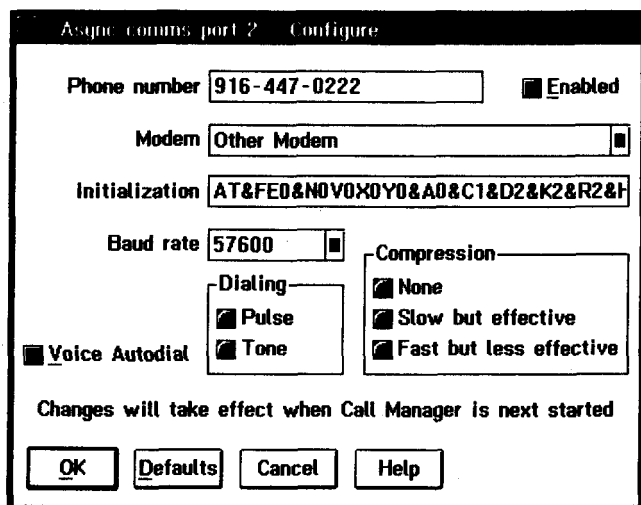 Async comms port 2 Configure
Phone number 916-447-0222 Enabled
Modem Other Modem
Initialization AT&FE0&N0V0X0Y0&A0&C1&D2&K2&R2&H
Baud rate 57600
Compression
None
Slow but effective
Fast but less effective
Dialing
Pulse
Tone
Voice Autodial
Changes will take effect when Call Manager is next started
OK Defaults Cancel Help